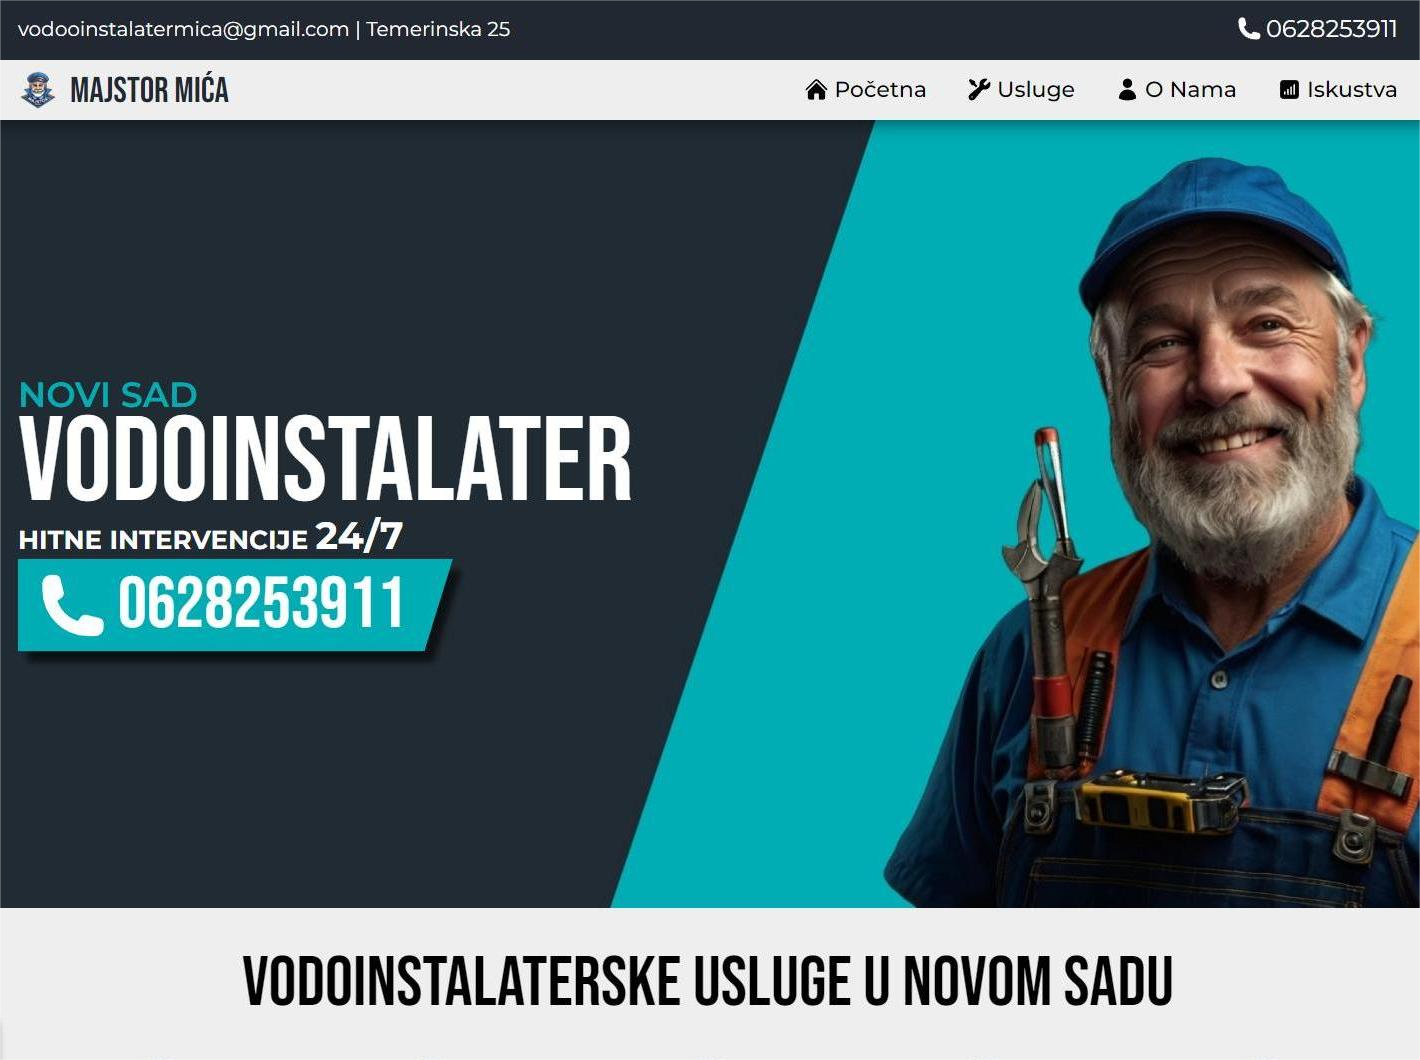 vodooinstalatermica@gmail.com | Temerinska 25
0628253911
MAJSTOR MIĆA
Početna
Usluge
O Nama
Iskustva
NOVI SAD
VODOINSTALATER
HITNE INTERVENCIJE 24/7
0628253911
VODOINSTALATERSKE USLUGE U NOVOM SADU